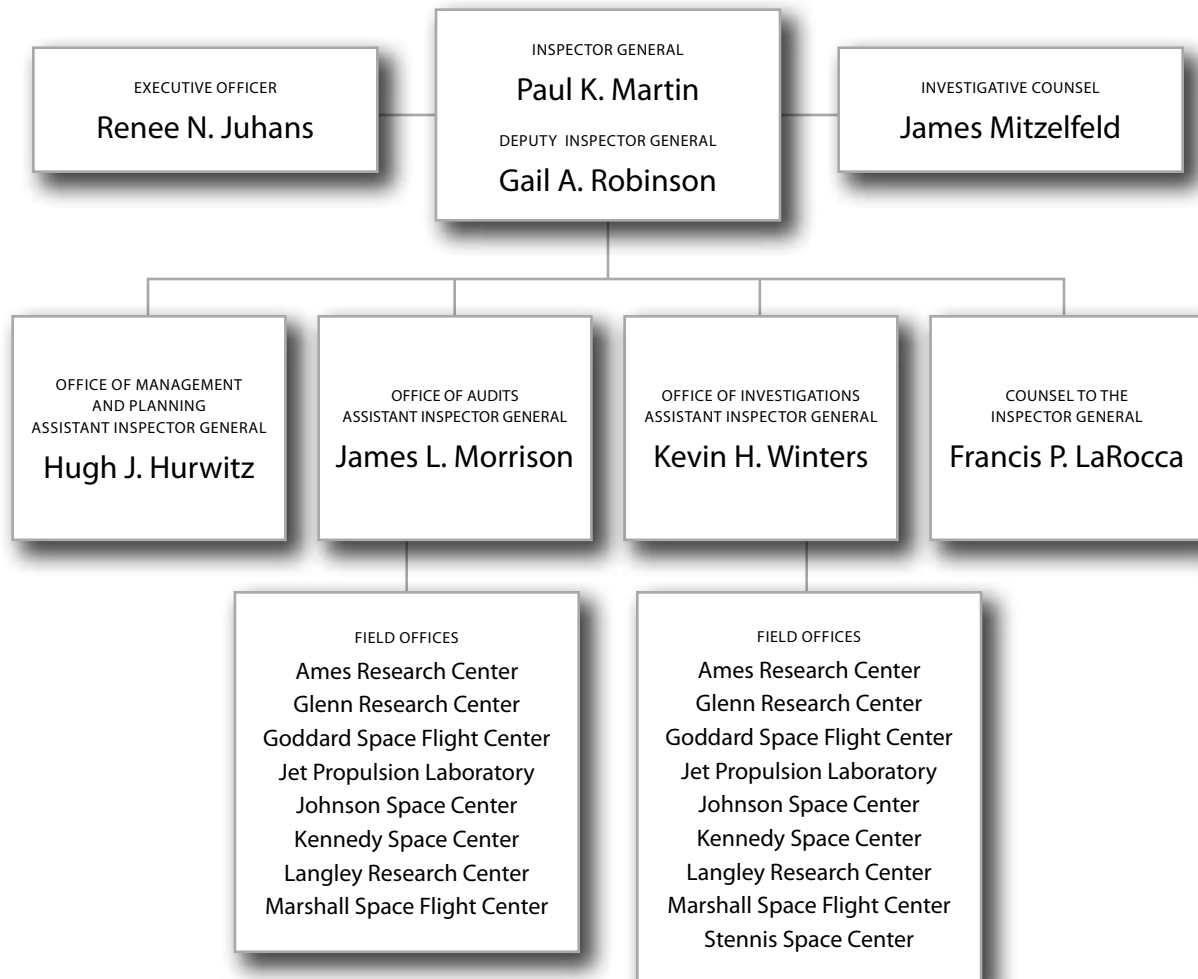 INSPECTOR GENERAL
Paul K. Martin
DEPUTY INSPECTOR GENERAL
Gail A. Robinson
EXECUTIVE OFFICER
Renee N. Juhans
INVESTIGATIVE COUNSEL
James Mitzelfeld
OFFICE OF MANAGEMENT
AND PLANNING
ASSISTANT INSPECTOR GENERAL
Hugh J. Hurwitz
OFFICE OF AUDITS
ASSISTANT INSPECTOR GENERAL
James L. Morrison
OFFICE OF INVESTIGATIONS
ASSISTANT INSPECTOR GENERAL
Kevin H. Winters
COUNSEL TO THE
INSPECTOR GENERAL
Francis P. LaRocca
FIELD OFFICES
Ames Research Center
Glenn Research Center
Goddard Space Flight Center
Jet Propulsion Laboratory
Johnson Space Center
Kennedy Space Center
Langley Research Center
Marshall Space Flight Center
FIELD OFFICES
Ames Research Center
Glenn Research Center
Goddard Space Flight Center
Jet Propulsion Laboratory
Johnson Space Center
Kennedy Space Center
Langley Research Center
Marshall Space Flight Center
Stennis Space Center